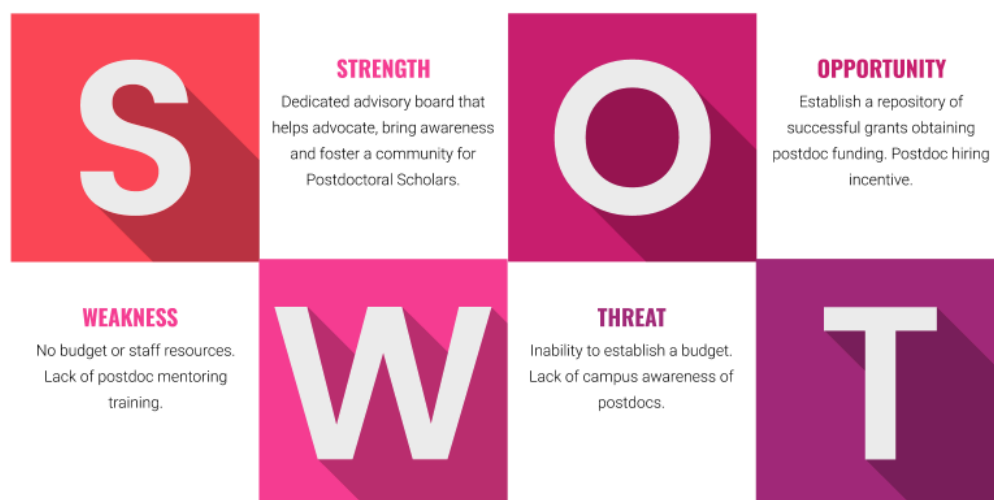 S
STRENGTH
Dedicated advisory board that
helps advocate, bring awareness
and foster a community for
Postdoctoral Scholars.
O
OPPORTUNITY
Establish a repository of
successful grants obtaining
postdoc funding. Postdoc hiring
incentive.
WEAKNESS
No budget or staff resources.
Lack of postdoc mentoring
training.
W
THREAT
Inability to establish a budget.
Lack of campus awareness of
postdocs.
T